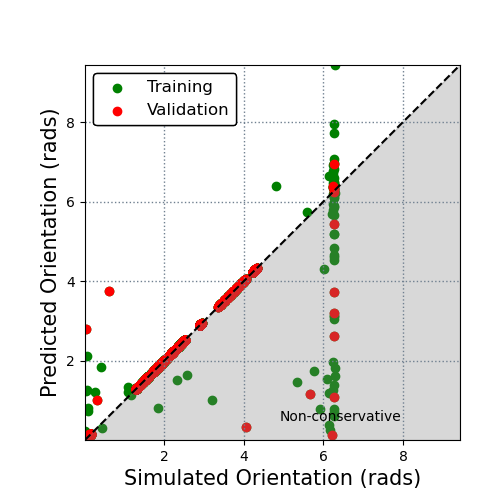 Training
Validation
Predicted Orientation (rads)
8
6
4
2
Non-conservative
2
4
6
8
Simulated Orientation (rads)